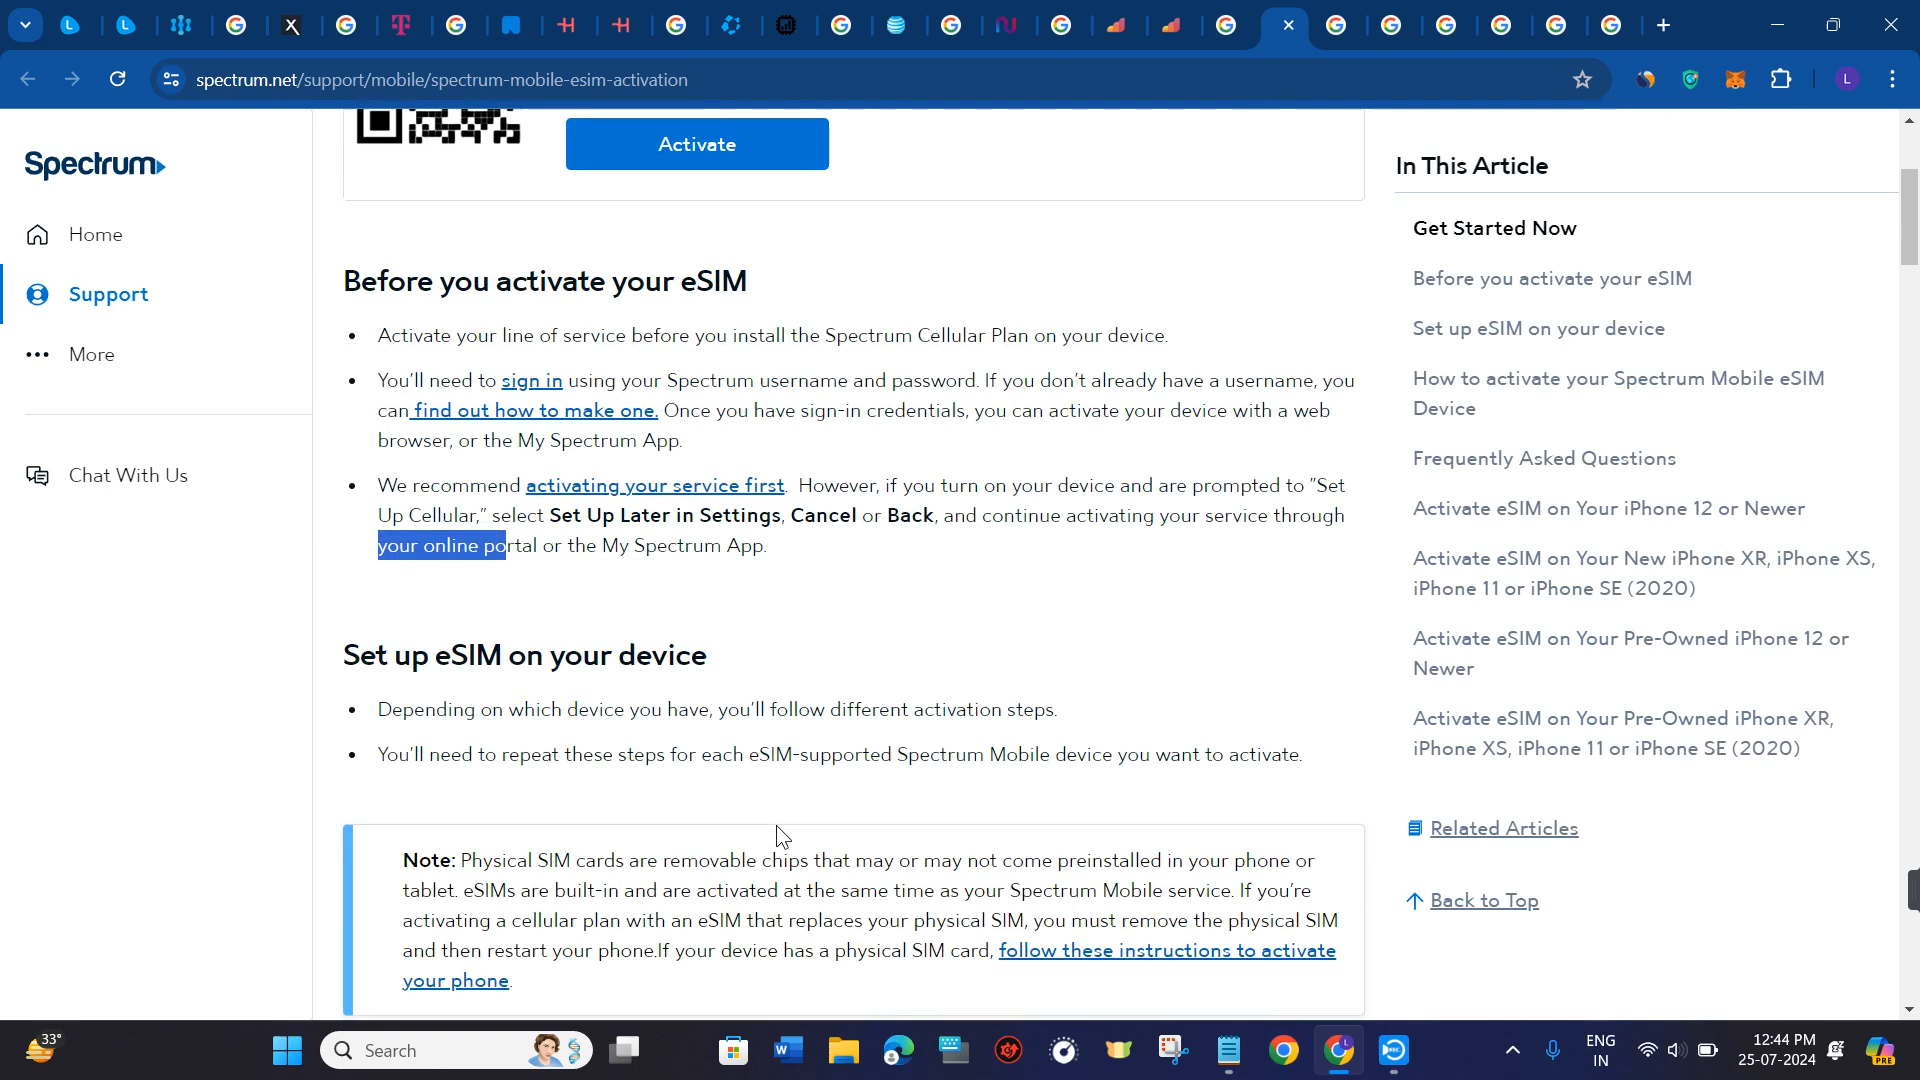 spectrum.net/support/mobile/spectrum-mobile-esim-activation
L
Spectrum
Home
Support
More
Chat With Us
Activate
Before you activate your eSIM
• Activate your line of service before you install the Spectrum Cellular Plan on your device.
• You'll need to sign in using your Spectrum username and password. If you don't already have a username, you
can find out how to make one. Once you have sign-in credentials, you can activate your device with a web
browser, or the My Spectrum App.
• We recommend activating your service first. However, if you turn on your device and are prompted to "Set
Up Cellular," select Set Up Later in Settings, Cancel or Back, and continue activating your service through
your online portal or the My Spectrum App.
Set up eSIM on your device
• Depending on which device you have, you'll follow different activation steps.
• You'll need to repeat these steps for each eSIM-supported Spectrum Mobile device you want to activate.
Note: Physical SIM cards are removable chips that may or may not come preinstalled in your phone or
tablet. eSIMs are built-in and are activated at the same time as your Spectrum Mobile service. If you're
activating a cellular plan with an eSIM that replaces your physical SIM, you must remove the physical SIM
and then restart your phone.If your device has a physical SIM card, follow these instructions to activate
your phone.
In This Article
Get Started Now
Before you activate your eSIM
Set up eSIM on your device
How to activate your Spectrum Mobile eSIM
Device
Frequently Asked Questions
Activate eSIM on Your iPhone 12 or Newer
Activate eSIM on Your New iPhone XR, iPhone XS,
iPhone 11 or iPhone SE (2020)
Activate eSIM on Your Pre-Owned iPhone 12 or
Newer
Activate eSIM on Your Pre-Owned iPhone XR,
iPhone XS, iPhone 11 or iPhone SE (2020)
Related Articles
Back to Top
33°
Search
ENG
IN
12:44 PM
25-07-2024